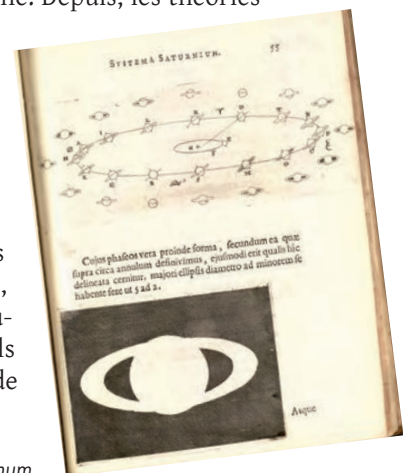 ne. Depuis, les théories
SYSTEMA SATURNIUM. 55
Cujus phaseos vera proinde forma, secundum ea quæ
supra circa annulum definivimus, ejusmodi erit qualis hic
delineata cernitur, majori ellipsis diametro ad minorem se
habente fere ut 5 ad 2.
Atque
s
,
u-
ls
de
num